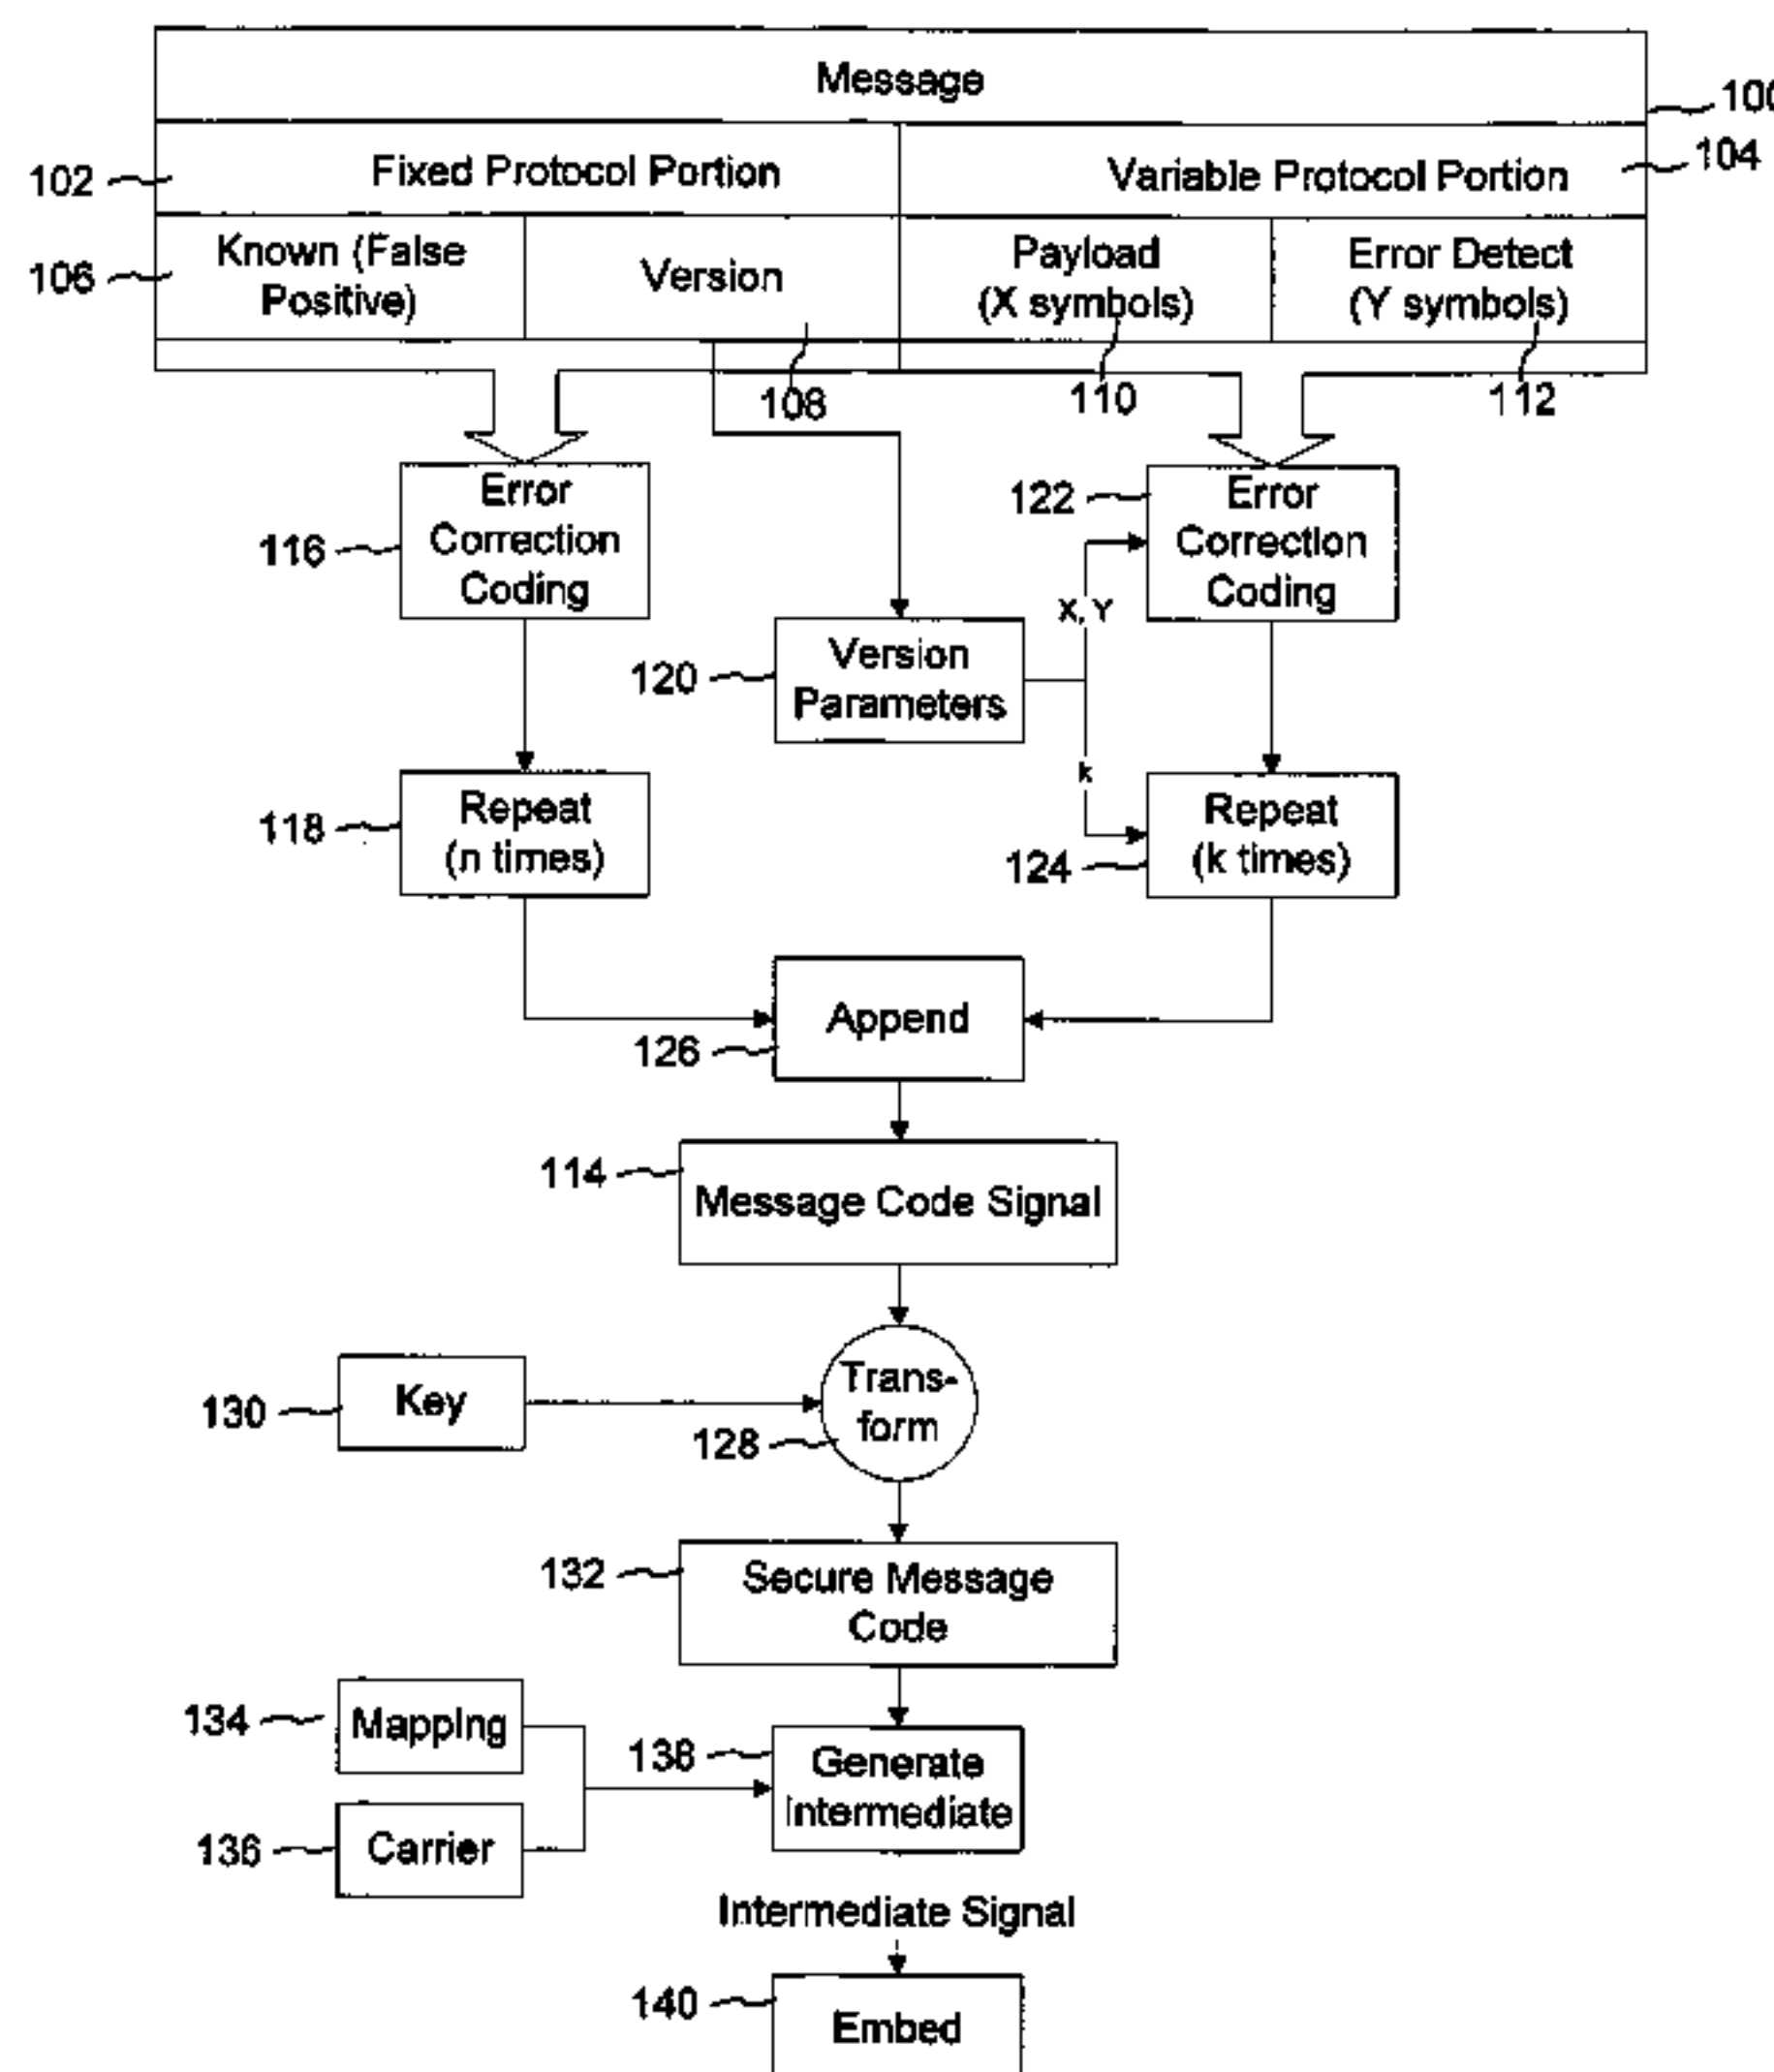 Message
100
102
Fixed Protocol Portion
Variable Protocol Portion
104
106
Known (False
Positive)
Version
Payload
(X symbols)
Error Detect
(Y symbols)
108
110
112
116
Error
Correction
Coding
122
Error
Correction
Coding
X, Y
120
Version
Parameters
k
118
Repeat
(n times)
124
Repeat
(k times)
Append
126
114
Message Code Signal
130
Key
Trans-
form
128
132
Secure Message
Code
134
Mapping
138
Generate
Intermediate
136
Carrier
Intermediate Signal
140
Embed